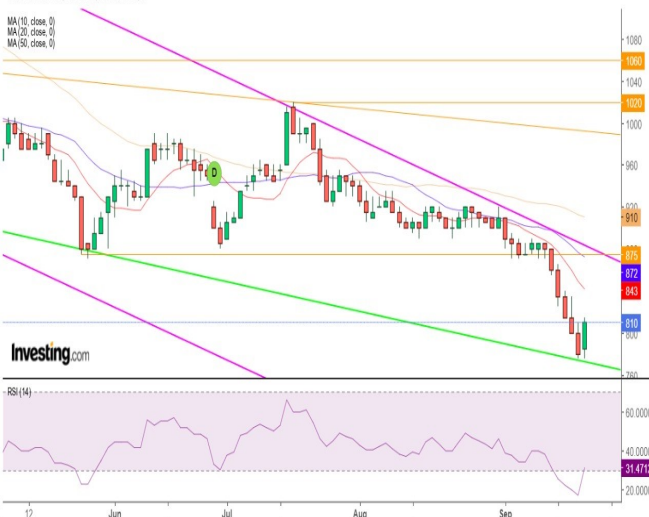 MA (10, close, 0)
MA (20, close, 0)
MA (50, close, 0)
1080
1060
1040
1020
1000
960
920
910
875
872
843
810
800
760
D
Investing.com
RSI (14)
60.0000
40.0000
31.4712
20.0000
12
Jun
Jul
Aug
Sep